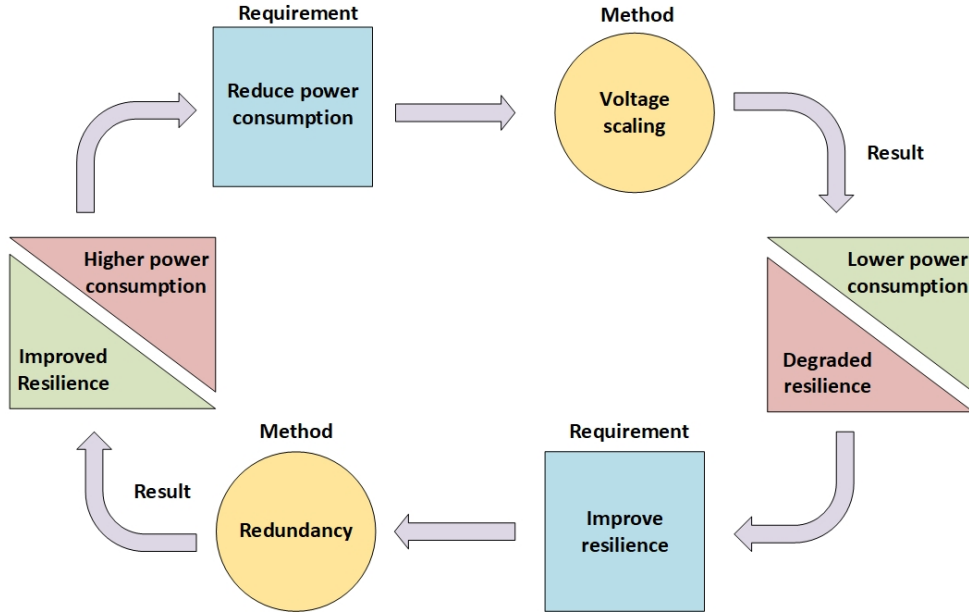 Requirement
Reduce power
consumption
Method
Voltage
scaling
Result
Lower power
consumption
Degraded
resilience
Requirement
Improve
resilience
Method
Redundancy
Result
Higher power
consumption
Improved
Resilience